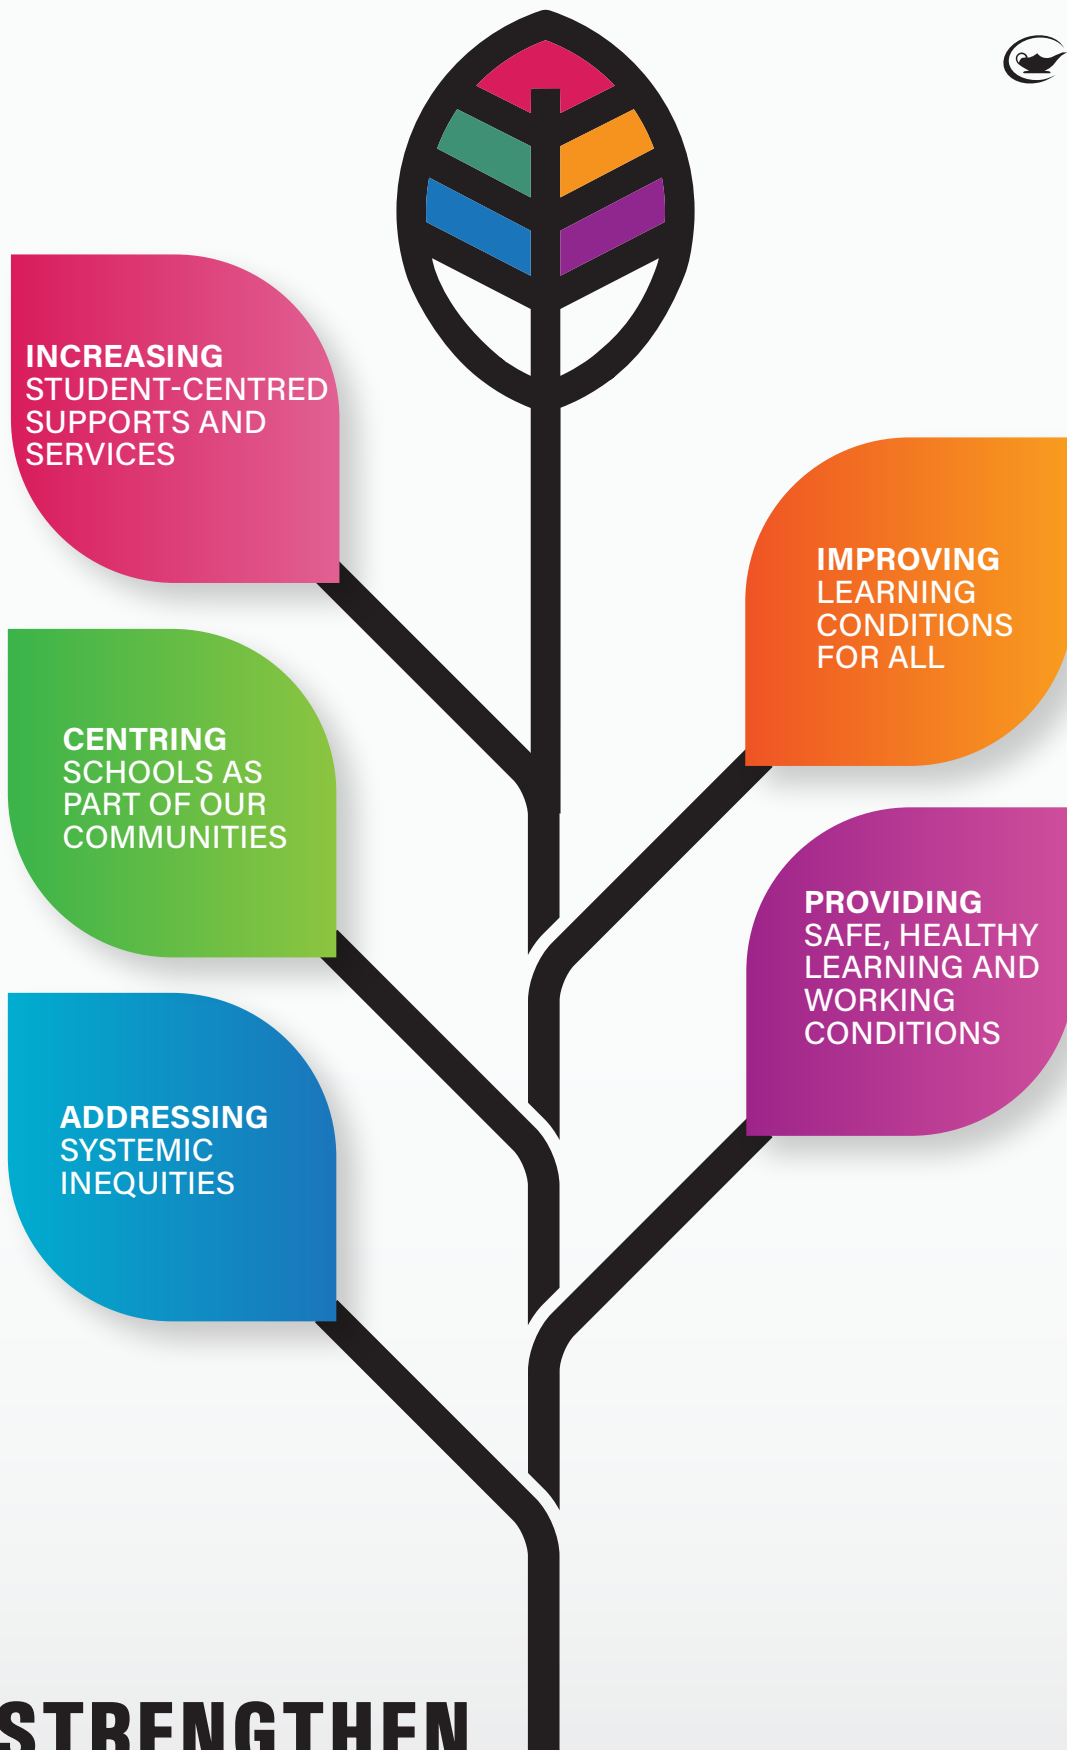 INCREASING
STUDENT-CENTRED
SUPPORTS AND
SERVICES
IMPROVING
LEARNING
CONDITIONS
FOR ALL
CENTRING
SCHOOLS AS
PART OF OUR
COMMUNITIES
PROVIDING
SAFE, HEALTHY
LEARNING AND
WORKING
CONDITIONS
ADDRESSING
SYSTEMIC
INEQUITIES
STRENGTHEN